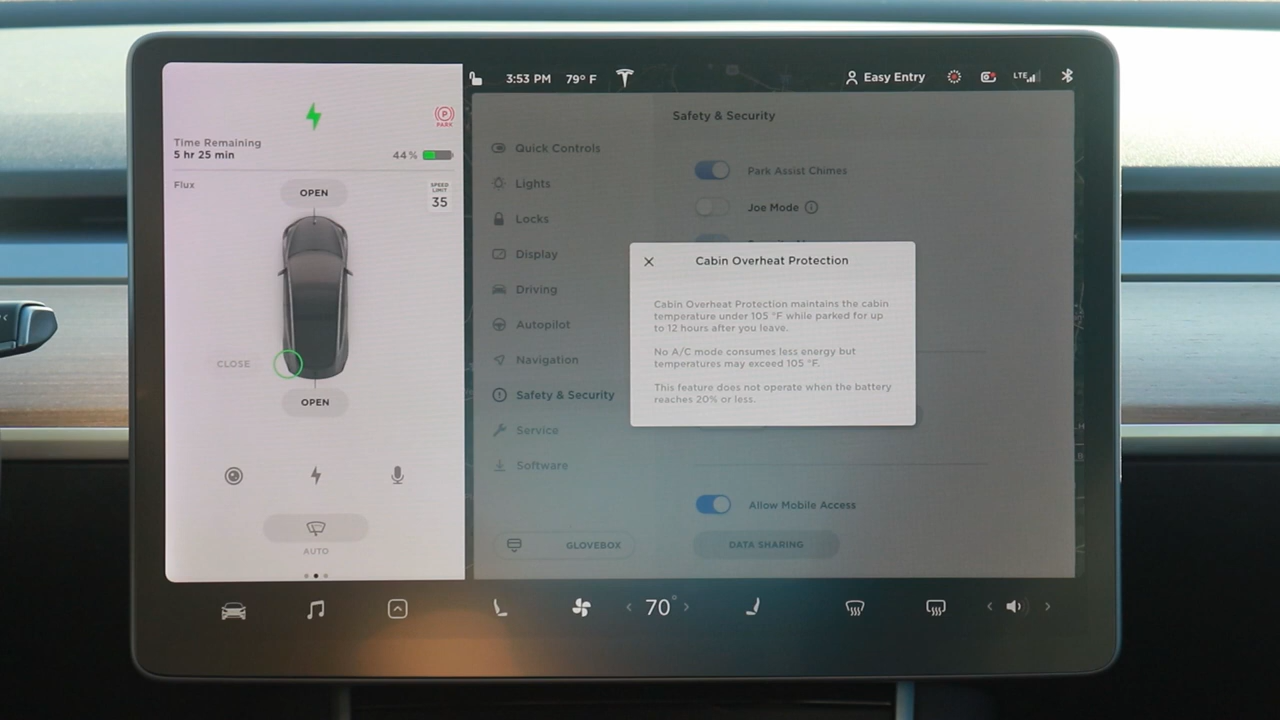 3:53 PM 79° F
Easy Entry
LTE
P
PARK
Time Remaining
5 hr 25 min
44 %
Flux
SPEED
LIMIT
35
OPEN
CLOSE
OPEN
AUTO
Safety & Security
Quick Controls
Lights
Locks
Display
Driving
Autopilot
Navigation
Safety & Security
Service
Software
GLOVEBOX
Park Assist Chimes
Joe Mode
Cabin Overheat Protection
Cabin Overheat Protection maintains the cabin
temperature under 105 °F while parked for up
to 12 hours after you leave.
No A/C mode consumes less energy but
temperatures may exceed 105 °F.
This feature does not operate when the battery
reaches 20% or less.
Allow Mobile Access
DATA SHARING
70°